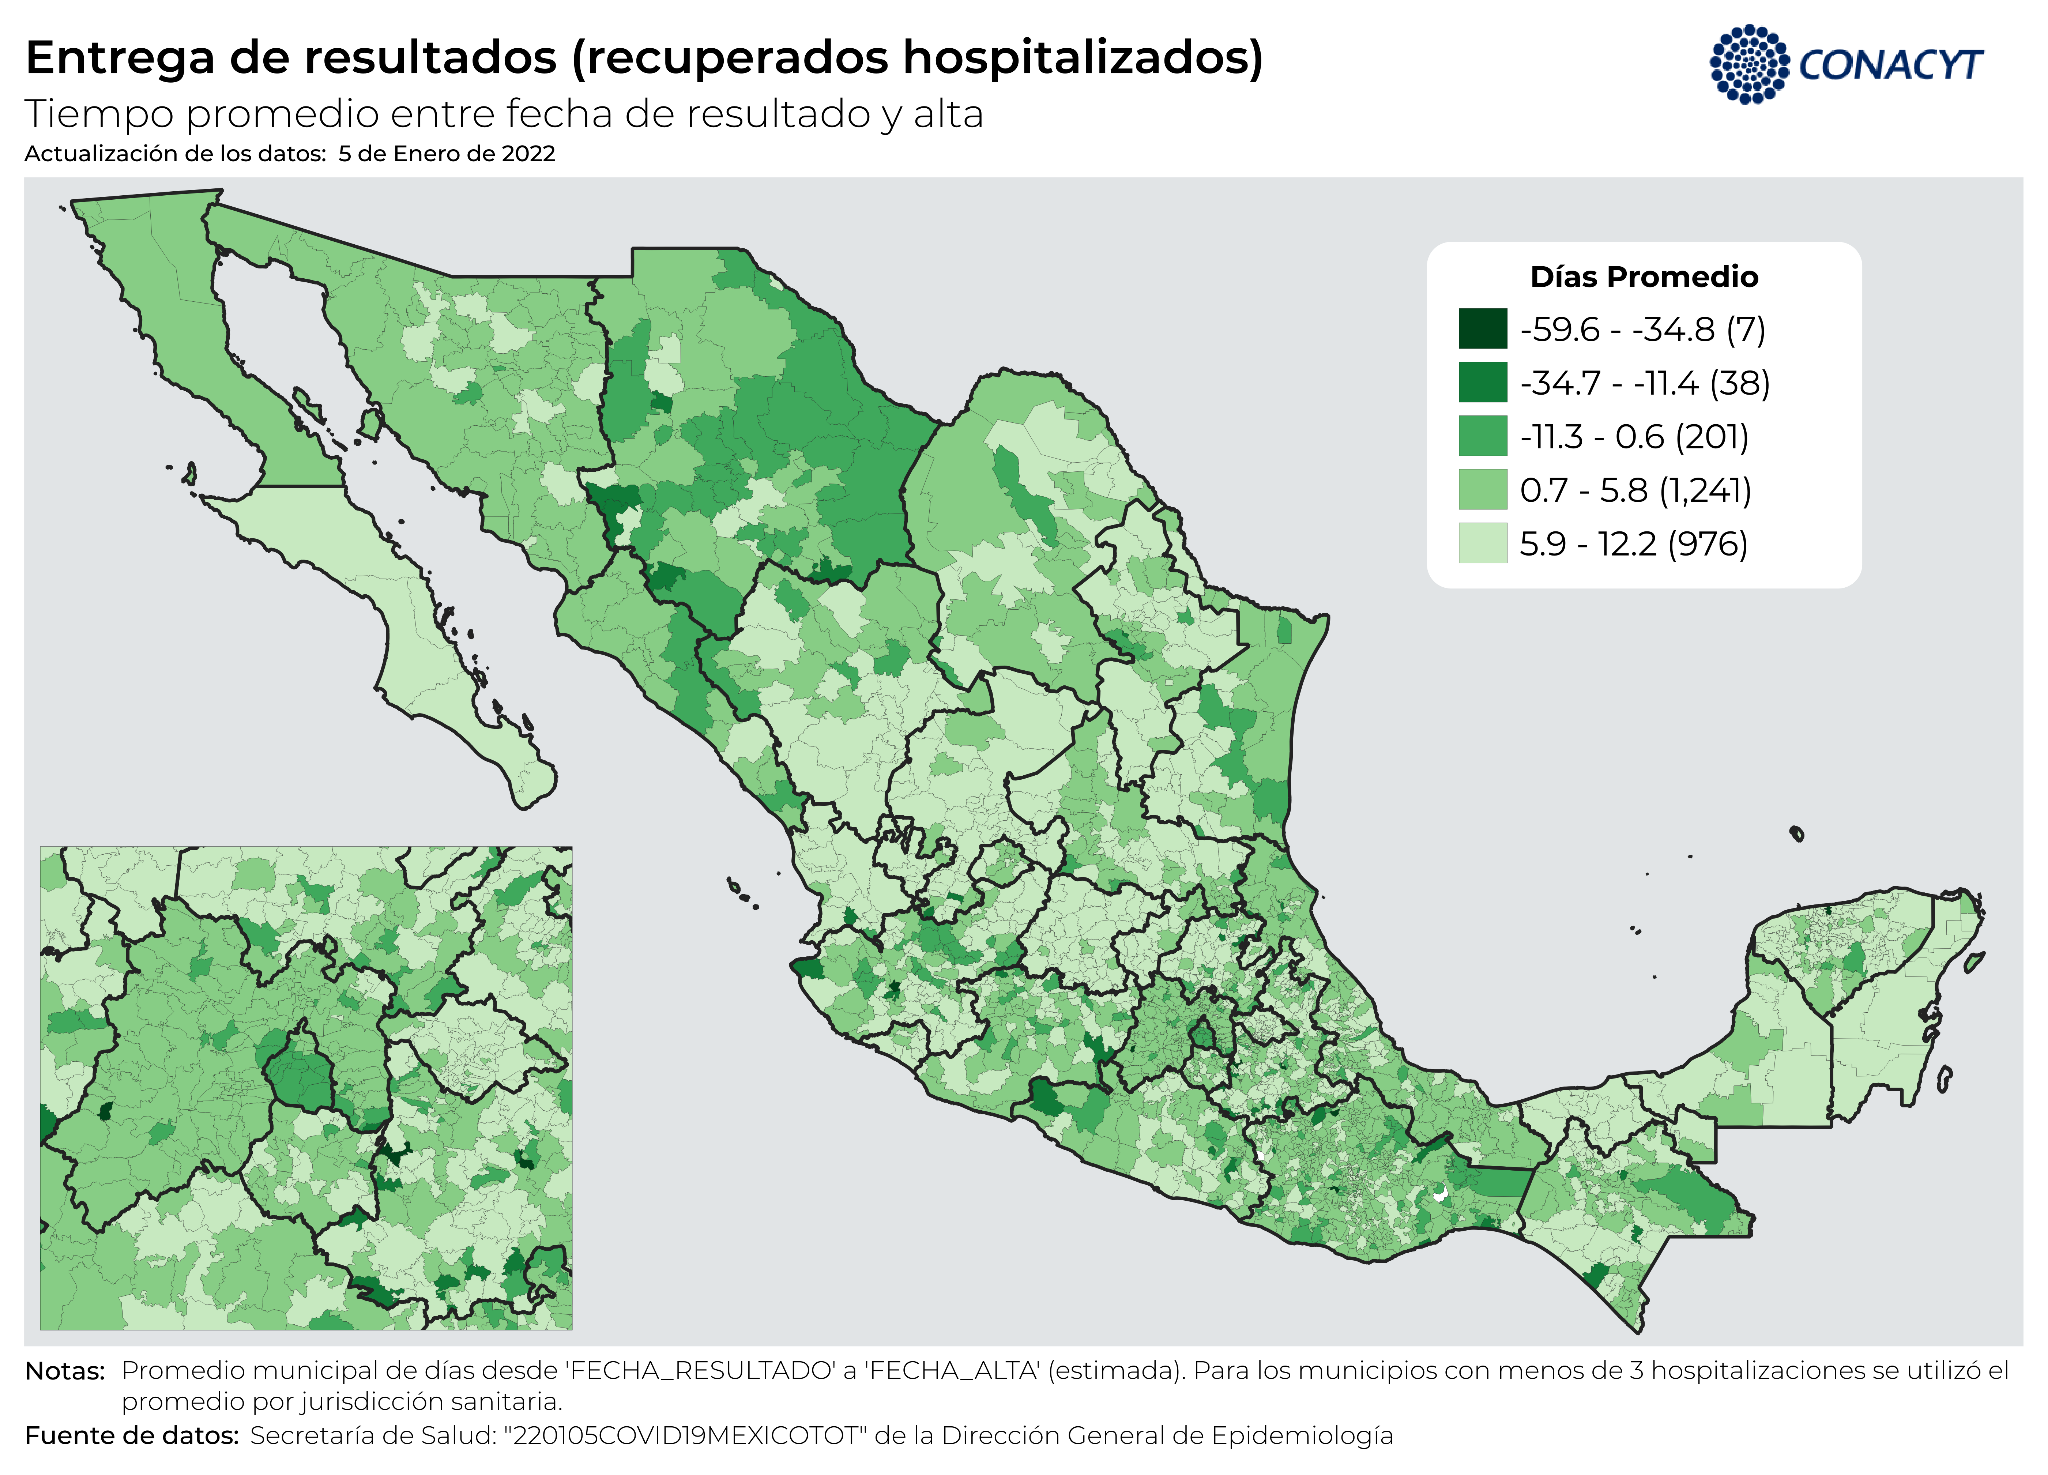 Entrega de resultados (recuperados hospitalizados)
Tiempo promedio entre fecha de resultado y alta
Actualización de los datos: 5 de Enero de 2022
CONACYT
Días Promedio
-59.6 - -34.8 (7)
-34.7 - -11.4 (38)
-11.3 - 0.6 (201)
0.7 - 5.8 (1,241)
5.9 - 12.2 (976)
Notas: Promedio municipal de días desde 'FECHA_RESULTADO' a 'FECHA_ALTA' (estimada). Para los municipios con menos de 3 hospitalizaciones se utilizó el
promedio por jurisdicción sanitaria.
Fuente de datos: Secretaría de Salud: "220105COVID19MEXICOTOT" de la Dirección General de Epidemiología